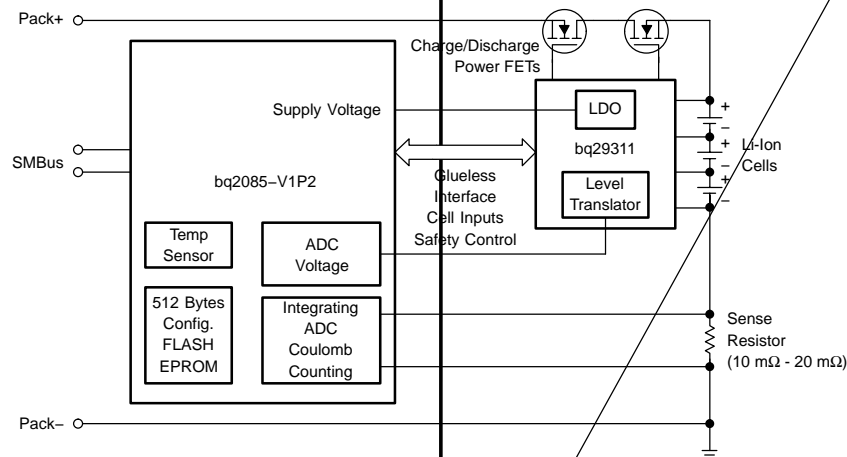 Pack+
Charge/Discharge
Power FETs
Supply Voltage
LDO
bq29311
+
−
+
−
+
−
Li-Ion
Cells
SMBus
bq2085−V1P2
Glueless
Interface
Cell Inputs
Safety Control
Level
Translator
Temp
Sensor
ADC
Voltage
512 Bytes
Config.
FLASH
EPROM
Integrating
ADC
Coulomb
Counting
Sense
Resistor
(10 mΩ - 20 mΩ)
Pack−